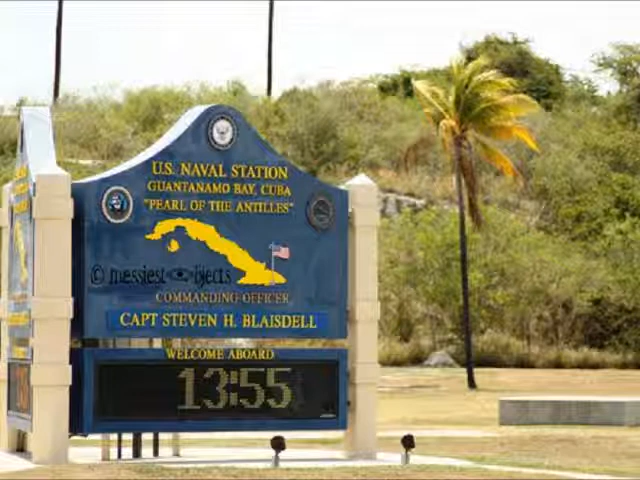 U.S. NAVAL STATION
GUANTANAMO BAY, CUBA
"PEARL OF THE ANTILLES"
© messiest objects
COMMANDING OFFICER
CAPT STEVEN H. BLAISDELL
WELCOME ABOARD
13:55